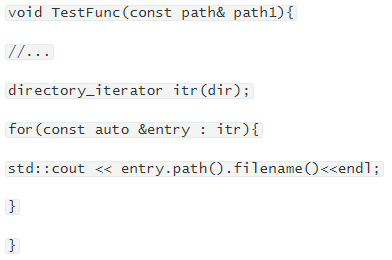 void TestFunc(const path& path1){
//...
directory_iterator itr(dir);
for(const auto &entry : itr){
std::cout << entry.path().filename()<<endl;
}
}